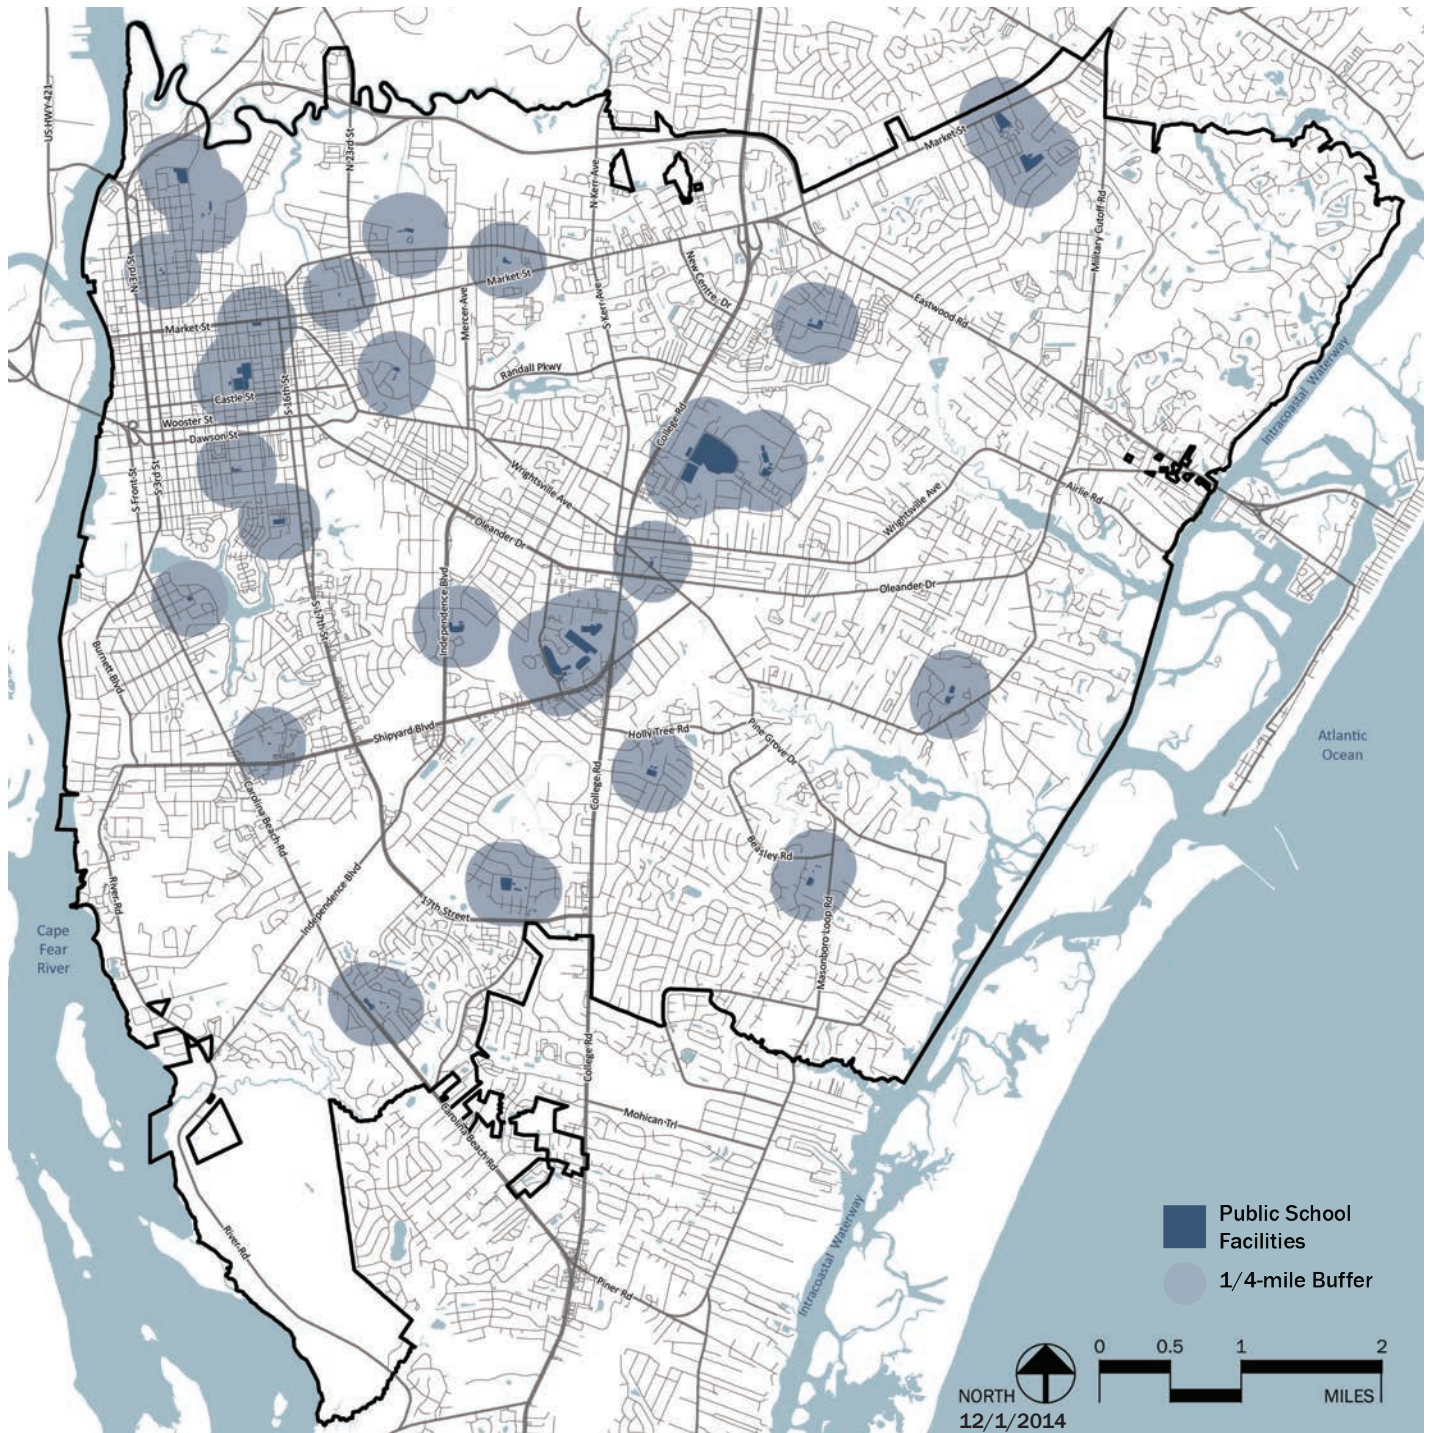 US HWY 421
N 23rd St
N Kerr Ave
Market St
Military Cutoff Rd
N 3rd St
Market St
New Centre Dr
Mercer Ave
S Kerr Ave
Eastwood Rd
Market St
Randall Pkwy
Intracoastal Waterway
Castle St
S 16th St
College Rd
Wooster St
Dawson St
S Front St
S 3rd St
Wrightsville Ave
Wrightsville Ave
Airlie Rd
Oleander Dr
Oleander Dr
Independence Blvd
S 17th St
Burnett Blvd
Shipyard Blvd
Holly Tree Rd
Pine Grove Dr
Atlantic
Ocean
College Rd
Carolina Beach Rd
Beasley Rd
River Rd
Independence Blvd
17th Street
Masonboro Loop Rd
Cape
Fear
River
College Rd
Carolina Beach Rd
Mohican Trl
River Rd
Piner Rd
Intracoastal Waterway
Public School
Facilities
1/4-mile Buffer
0 0.5 1 2
NORTH
MILES
12/1/2014